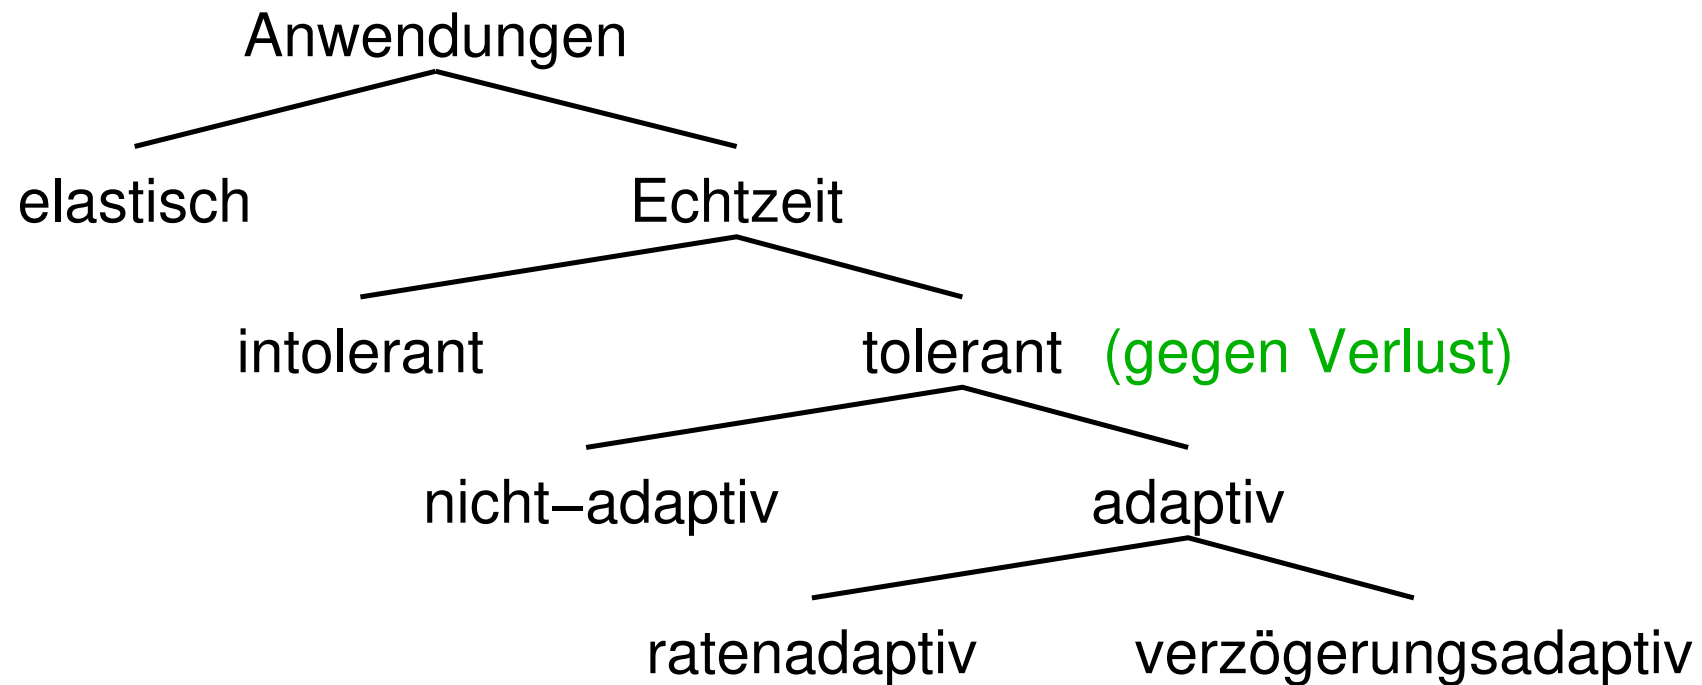 Anwendungen
elastisch Echtzeit
intolerant tolerant (gegen Verlust)
nicht–adaptiv adaptiv
ratenadaptiv verzögerungsadaptiv